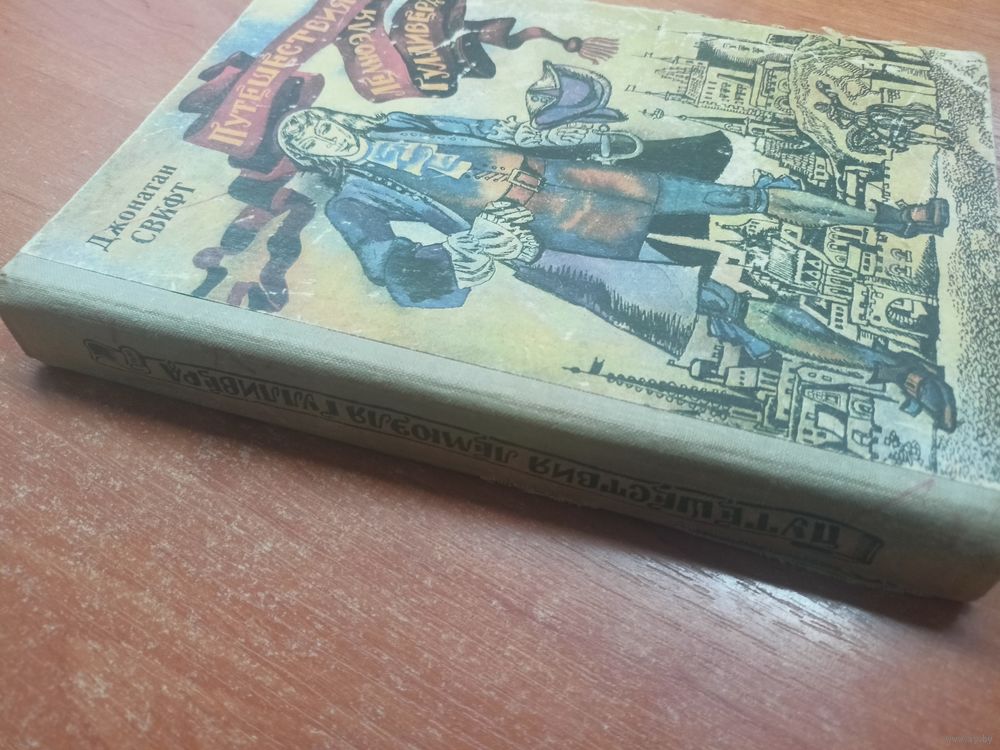 Джонатан
СВИФТ
Путешествия
Лемюэля
Гулливера
ПУТЕШЕСТВИЯ ЛЕМЮЭЛЯ ГУЛЛИВЕРА